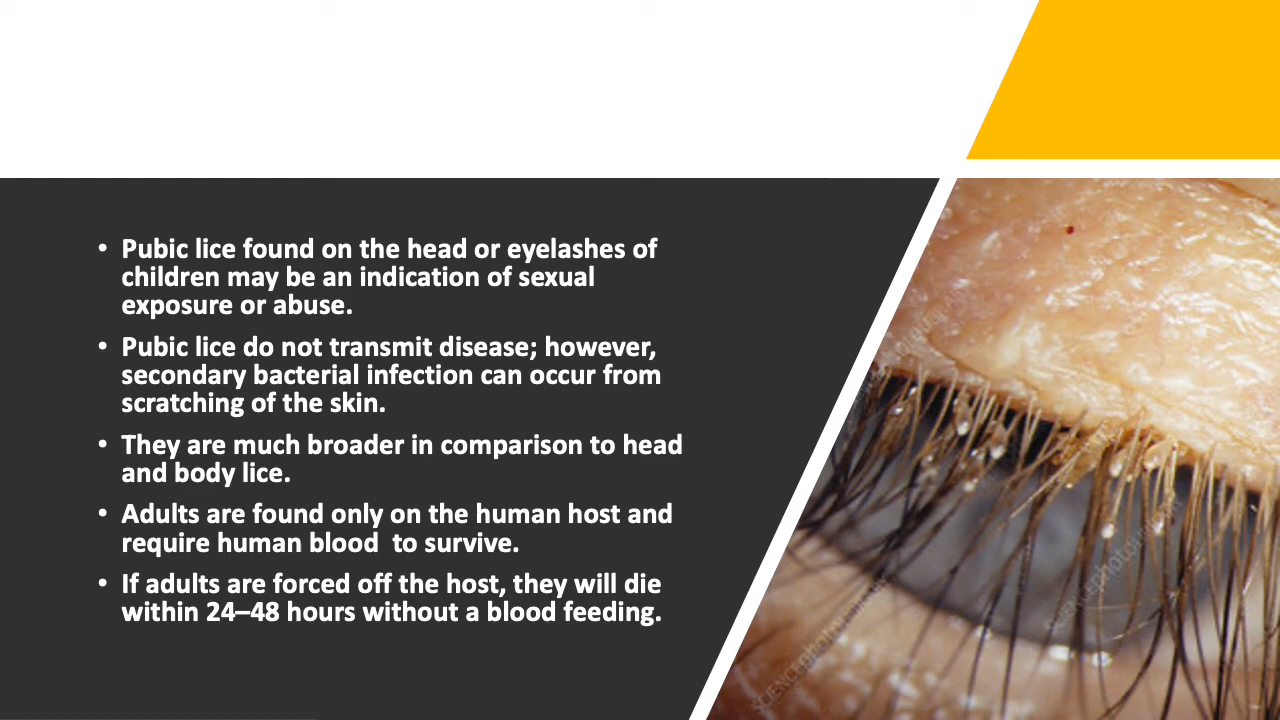 • Pubic lice found on the head or eyelashes of
children may be an indication of sexual
exposure or abuse.
• Pubic lice do not transmit disease; however,
secondary bacterial infection can occur from
scratching of the skin.
• They are much broader in comparison to head
and body lice.
• Adults are found only on the human host and
require human blood  to survive.
• If adults are forced off the host, they will die
within 24–48 hours without a blood feeding.